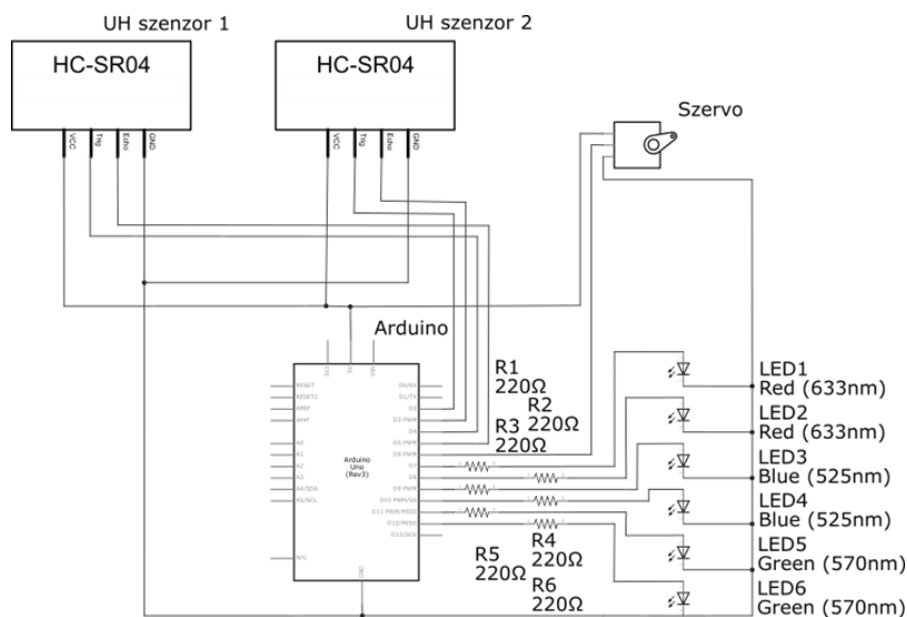 UH szenzor 1
UH szenzor 2
HC-SR04
HC-SR04
VCC
Trig
Echo
GND
VCC
Trig
Echo
GND
Szervo
Arduino
3V3
5V
VIN
RESET
RESET2
AREF
ioref
A0
A1
A2
A3
A4/SDA
A5/SCL
N/C
Arduino
Uno
(Rev3)
D0/RX
D1/TX
D2
D3 PWM
D4
D5 PWM
D6 PWM
D7
D8
D9 PWM
D10 PWM/SS
D11 PWM/MOSI
D12/MISO
D13/SCK
GND
R1
220Ω
R2
220Ω
R3
220Ω
R4
220Ω
R5
220Ω
R6
220Ω
LED1
Red (633nm)
LED2
Red (633nm)
LED3
Blue (525nm)
LED4
Blue (525nm)
LED5
Green (570nm)
LED6
Green (570nm)